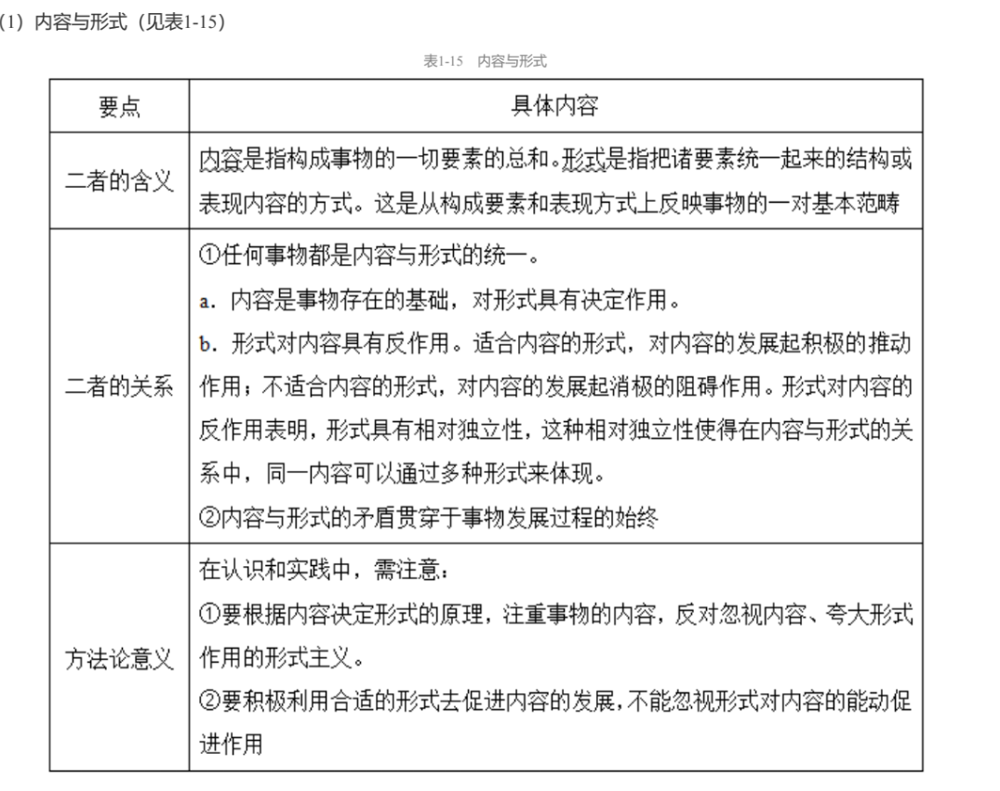 （1）内容与形式（见表1-15）
表1-15　内容与形式
要点　具体内容
二者的含义
内容是指构成事物的一切要素的总和。形式是指把诸要素统一起来的结构或
表现内容的方式。这是从构成要素和表现方式上反映事物的一对基本范畴
二者的关系
①任何事物都是内容与形式的统一。
a．内容是事物存在的基础，对形式具有决定作用。
b．形式对内容具有反作用。适合内容的形式，对内容的发展起积极的推动
作用；不适合内容的形式，对内容的发展起消极的阻碍作用。形式对内容的
反作用表明，形式具有相对独立性，这种相对独立性使得在内容与形式的关
系中，同一内容可以通过多种形式来体现。
②内容与形式的矛盾贯穿于事物发展过程的始终
方法论意义
在认识和实践中，需注意：
①要根据内容决定形式的原理，注重事物的内容，反对忽视内容、夸大形式
作用的形式主义。
②要积极利用合适的形式去促进内容的发展，不能忽视形式对内容的能动促
进作用